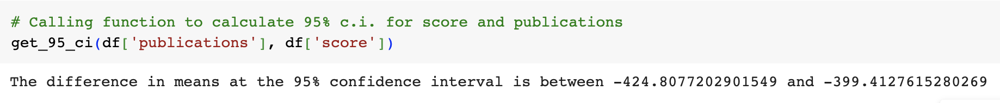 # Calling function to calculate 95% c.i. for score and publications
get_95_ci(df['publications'], df['score'])
The difference in means at the 95% confidence interval is between -424.8077202901549 and -399.4127615280269